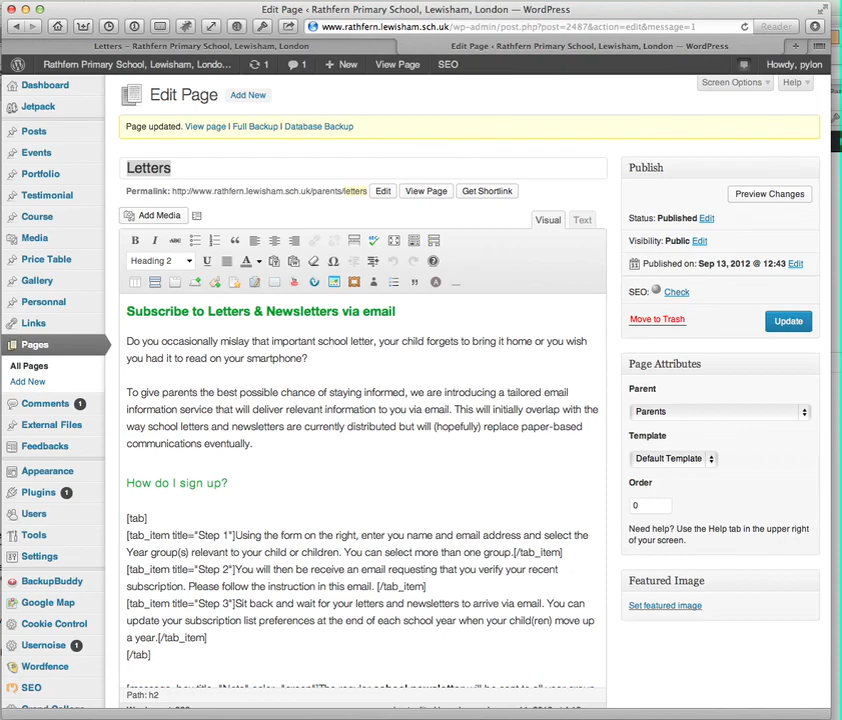 Edit Page ‹ Rathfern Primary School, Lewisham, London — WordPress
www.rathfern.lewisham.sch.uk/wp-admin/post.php?post=2487&action=edit&message=1
Reader
Letters – Rathfern Primary School, Lewisham, London
Edit Page ‹ Rathfern Primary School, Lewisham, London — WordPress
Rathfern Primary School, Lewisham, Londo...
1
1
+ New
View Page
SEO
Howdy, pylon
Dashboard
Jetpack
Posts
Events
Portfolio
Testimonial
Course
Media
Price Table
Gallery
Personnal
Links
Pages
All Pages
Add New
Comments 1
External Files
Feedbacks
Appearance
Plugins 1
Users
Tools
Settings
BackupBuddy
Google Map
Cookie Control
Usernoise 1
Wordfence
SEO
Screen Options
Help
Edit Page
Add New
Page updated. View page | Full Backup | Database Backup
Letters
Permalink: http://www.rathfern.lewisham.sch.uk/parents/letters
Edit
View Page
Get Shortlink
Add Media
Visual
Text
B I ABC
Heading 2
U
A
Subscribe to Letters & Newsletters via email
Do you occasionally mislay that important school letter, your child forgets to bring it home or you wish
you had it to read on your smartphone?
To give parents the best possible chance of staying informed, we are introducing a tailored email
information service that will deliver relevant information to you via email. This will initially overlap with the
way school letters and newsletters are currently distributed but will (hopefully) replace paper-based
communications eventually.
How do I sign up?
[tab]
[tab_item title="Step 1"]Using the form on the right, enter you name and email address and select the
Year group(s) relevant to your child or children. You can select more than one group.[/tab_item]
[tab_item title="Step 2"]You will then be receive an email requesting that you verify your recent
subscription. Please follow the instruction in this email. [/tab_item]
[tab_item title="Step 3"]Sit back and wait for your letters and newsletters to arrive via email. You can
update your subscription list preferences at the end of each school year when your child(ren) move up
a year.[/tab_item]
[/tab]
Path: h2
Publish
Preview Changes
Status: Published Edit
Visibility: Public Edit
Published on: Sep 13, 2012 @ 12:43 Edit
SEO: Check
Move to Trash
Update
Page Attributes
Parent
Parents
Template
Default Template
Order
0
Need help? Use the Help tab in the upper right
of your screen.
Featured Image
Set featured image